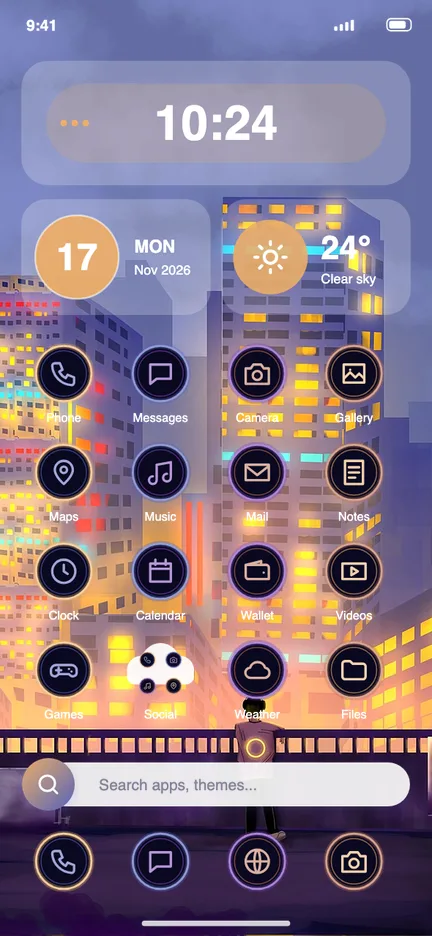 9:41
10:24
17
MON
Nov 2026
24°
Clear sky
Phone
Messages
Camera
Gallery
Maps
Music
Mail
Notes
Clock
Calendar
Wallet
Videos
Games
Social
Weather
Files
Search apps, themes...